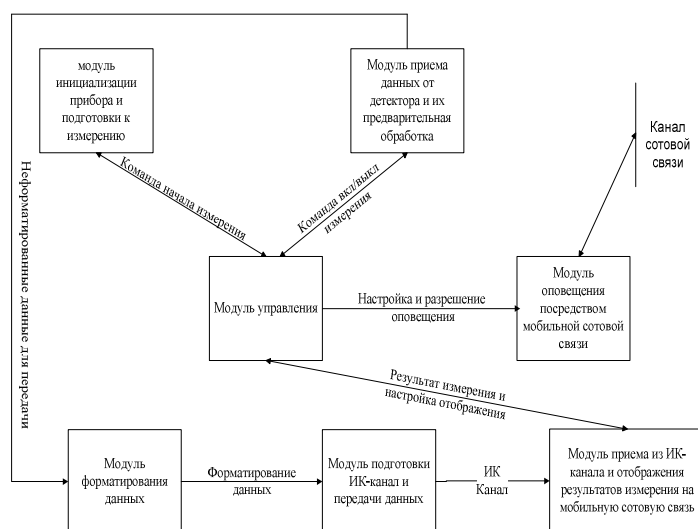 модуль
инициализации
прибора и
подготовки к
измерению
Модуль приема
данных от
детектора и их
предварительная
обработка
Канал
сотовой
связи
Неформатированные данные для передачи
Команда начала измерения
Команда вкл/выкл
измерения
Модуль управления
Настройка и разрешение
оповещения
Модуль
оповещения
посредством
мобильной сотовой
связи
Результат измерения и
настройка отображения
Модуль
форматирования
данных
Форматирование
данных
Модуль подготовки
ИК-канал и
передачи данных
ИК
Канал
Модуль приема из ИК-
канала и отображения
результатов измерения на
мобильную сотовую связь